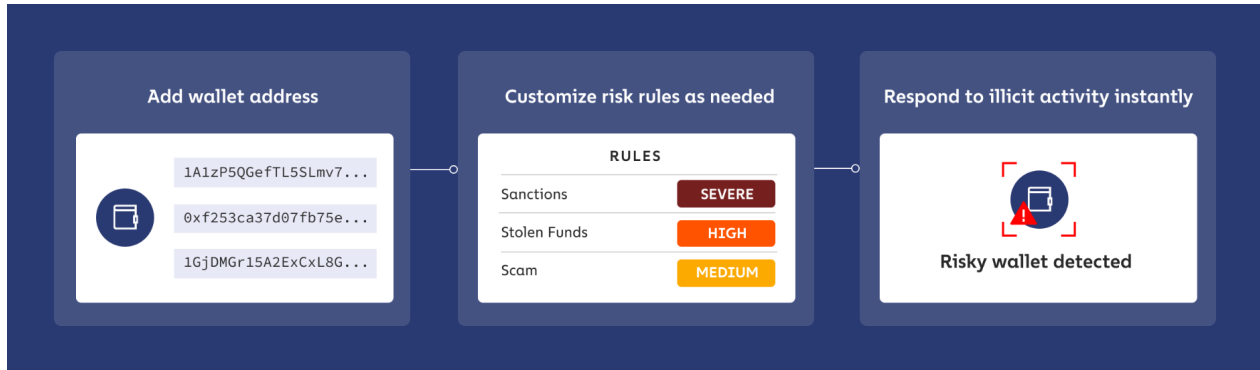 Add wallet address
1A1zP5QGefTL5SLmv7...
0xf253ca37d07fb75e...
1GjDMGr15A2ExCxL8G...
Customize risk rules as needed
RULES
Sanctions SEVERE
Stolen Funds HIGH
Scam MEDIUM
Respond to illicit activity instantly
Risky wallet detected